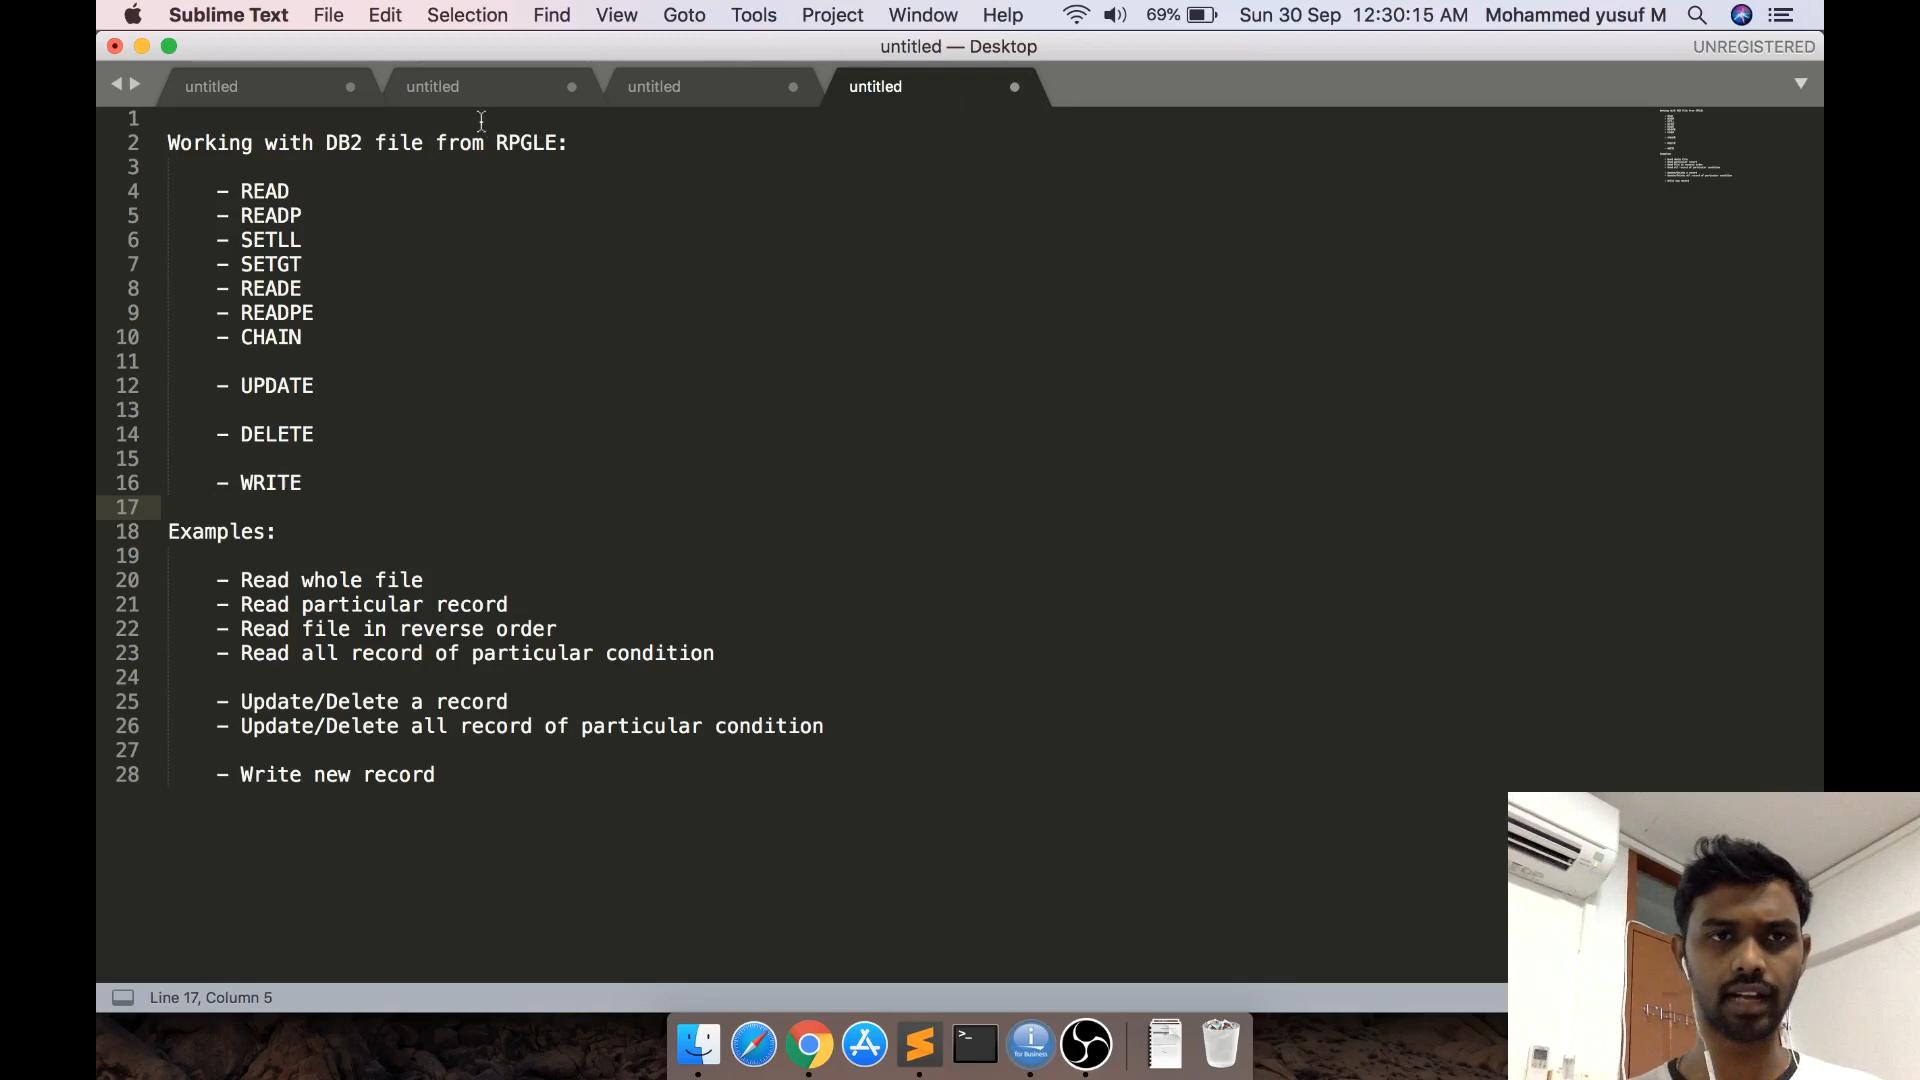 Sublime Text File Edit Selection Find View Goto Tools Project Window Help 69% Sun 30 Sep 12:30:15 AM Mohammed yusuf M
untitled — Desktop UNREGISTERED
untitled untitled untitled untitled
1
2 Working with DB2 file from RPGLE:
3
4 - READ
5 - READP
6 - SETLL
7 - SETGT
8 - READE
9 - READPE
10 - CHAIN
11
12 - UPDATE
13
14 - DELETE
15
16 - WRITE
17
18 Examples:
19
20 - Read whole file
21 - Read particular record
22 - Read file in reverse order
23 - Read all record of particular condition
24
25 - Update/Delete a record
26 - Update/Delete all record of particular condition
27
28 - Write new record
Line 17, Column 5
>_
i
for Business